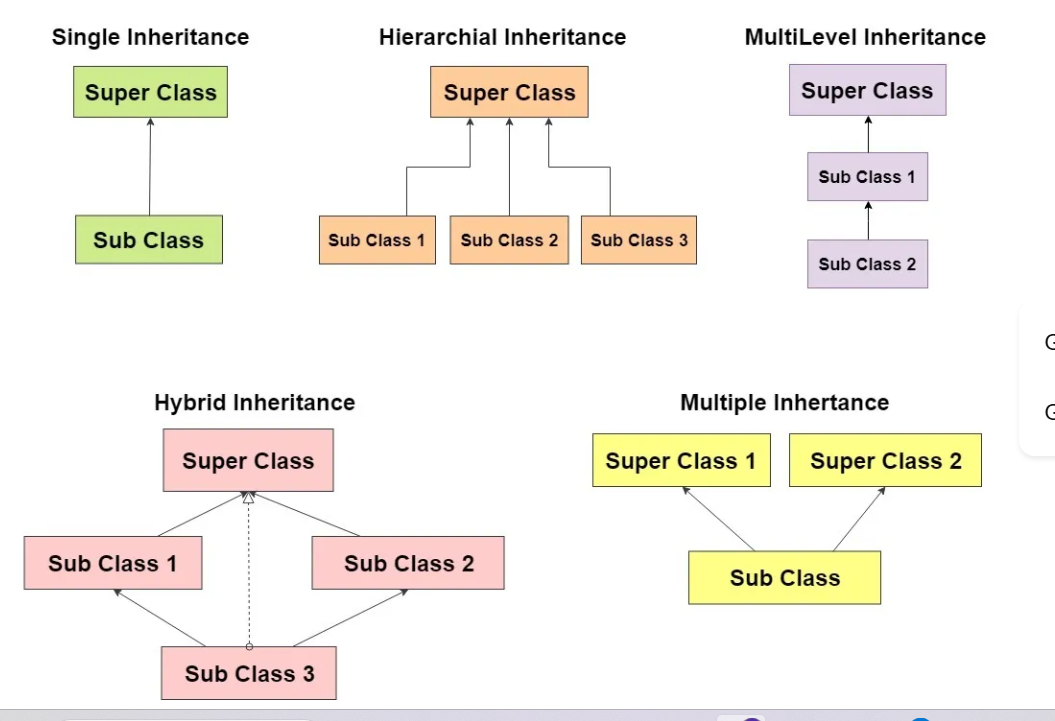 Single Inheritance
Super Class
Sub Class
Hierarchial Inheritance
Super Class
Sub Class 1
Sub Class 2
Sub Class 3
MultiLevel Inheritance
Super Class
Sub Class 1
Sub Class 2
Hybrid Inheritance
Super Class
Sub Class 1
Sub Class 2
Sub Class 3
Multiple Inhertance
Super Class 1
Super Class 2
Sub Class